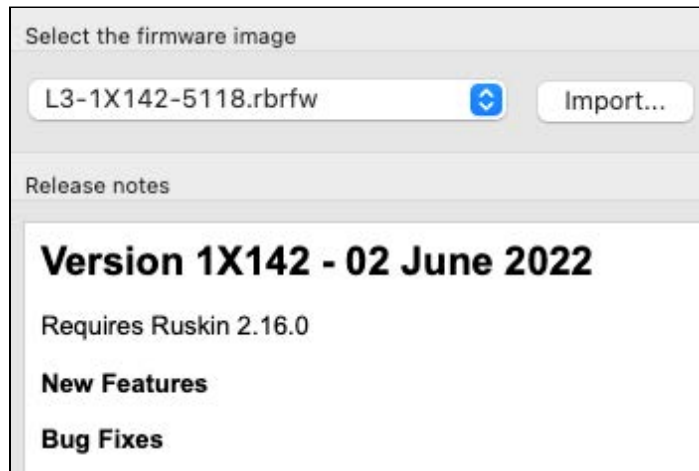 Select the firmware image
L3-1X142-5118.rbrfw
Import...
Release notes
Version 1X142 - 02 June 2022
Requires Ruskin 2.16.0
New Features
Bug Fixes